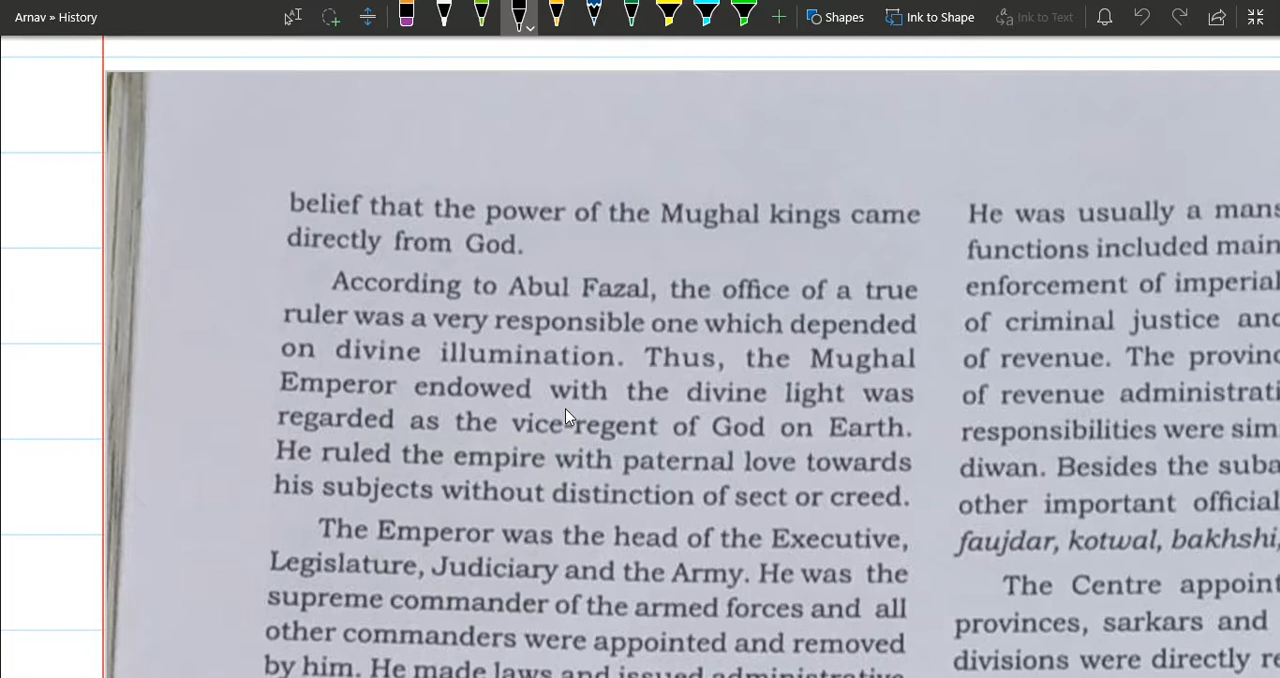 Arnav » History
Shapes
Ink to Shape
Ink to Text
belief that the power of the Mughal kings came
directly from God.
According to Abul Fazal, the office of a true
ruler was a very responsible one which depended
on divine illumination. Thus, the Mughal
Emperor endowed with the divine light was
regarded as the vice-regent of God on Earth.
He ruled the empire with paternal love towards
his subjects without distinction of sect or creed.
The Emperor was the head of the Executive,
Legislature, Judiciary and the Army. He was the
supreme commander of the armed forces and all
other commanders were appointed and removed
by him. He made laws and issued administrative
He was usually a mans
functions included main
enforcement of imperial
of criminal justice and
of revenue. The provinc
of revenue administrati
responsibilities were sim
diwan. Besides the suba
other important official
faujdar, kotwal, bakhshi,
The Centre appoint
provinces, sarkars and
divisions were directly re